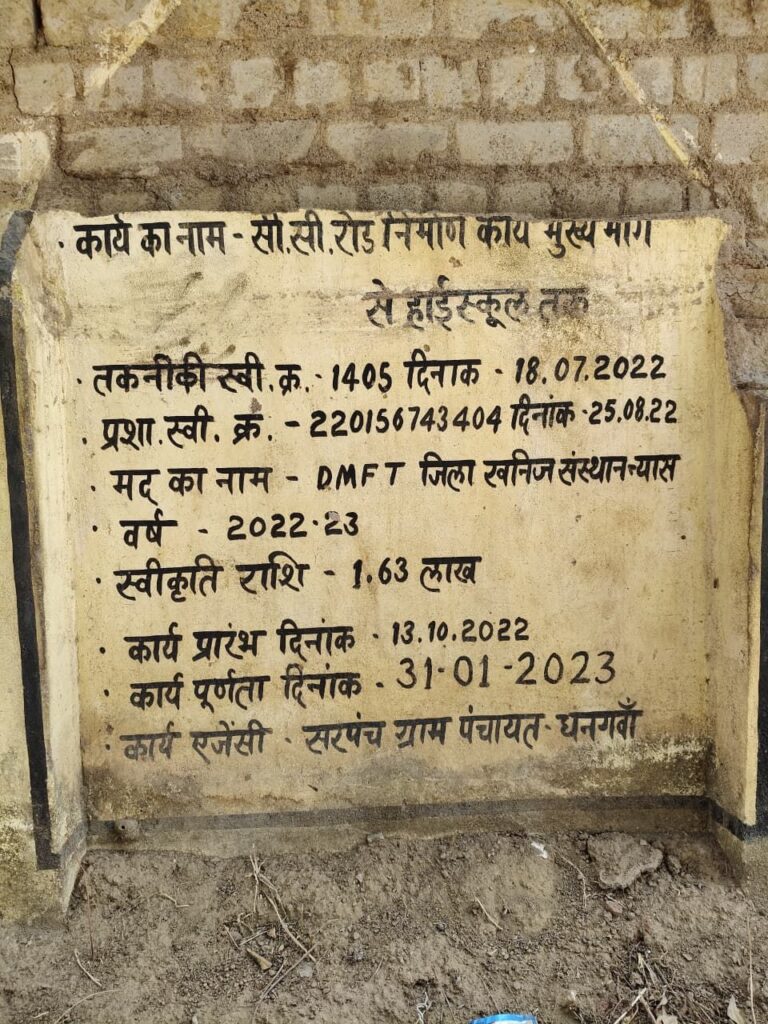 · कार्य का नाम - सी.सी. रोड निर्माण कार्य मुख्य मार्ग
से हाईस्कूल तक
· तकनीकी स्वी. क्र. - 1405 दिनाक - 18.07.2022
· प्रशा. स्वी. क्र. - 220156743404 दिनांक - 25.08.22
· मद का नाम - DMFT जिला खनिज संस्थान न्यास
· वर्ष - 2022-23
· स्वीकृति राशि - 1.63 लाख
· कार्य प्रारंभ दिनांक - 13.10.2022
· कार्य पूर्णता दिनांक - 31-01-2023
· कार्य एजेंसी - सरपंच ग्राम पंचायत - धनगवाँ